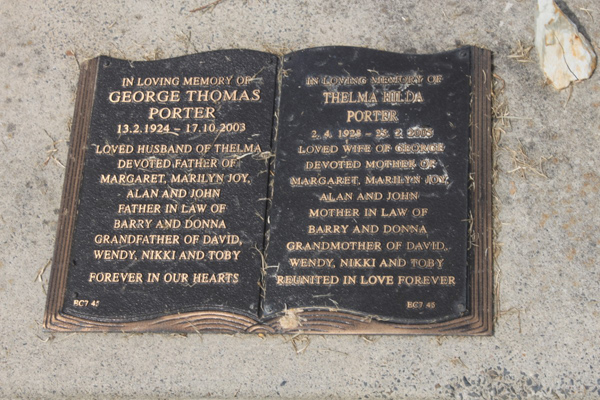 IN LOVING MEMORY OF
GEORGE THOMAS
PORTER
13.2.1924 – 17.10.2003
LOVED HUSBAND OF THELMA
DEVOTED FATHER OF
MARGARET, MARILYN JOY,
ALAN AND JOHN
FATHER IN LAW OF
BARRY AND DONNA
GRANDFATHER OF DAVID,
WENDY, NIKKI AND TOBY
FOREVER IN OUR HEARTS
IN LOVING MEMORY OF
THELMA HILDA
PORTER
2. 4.
LOVED WIFE OF GEORGE
DEVOTED MOTHER OF
MARGARET, MARILYN JOY,
ALAN AND JOHN
MOTHER IN LAW OF
BARRY AND DONNA
GRANDMOTHER OF DAVID,
WENDY, NIKKI AND TOBY
REUNITED IN LOVE FOREVER